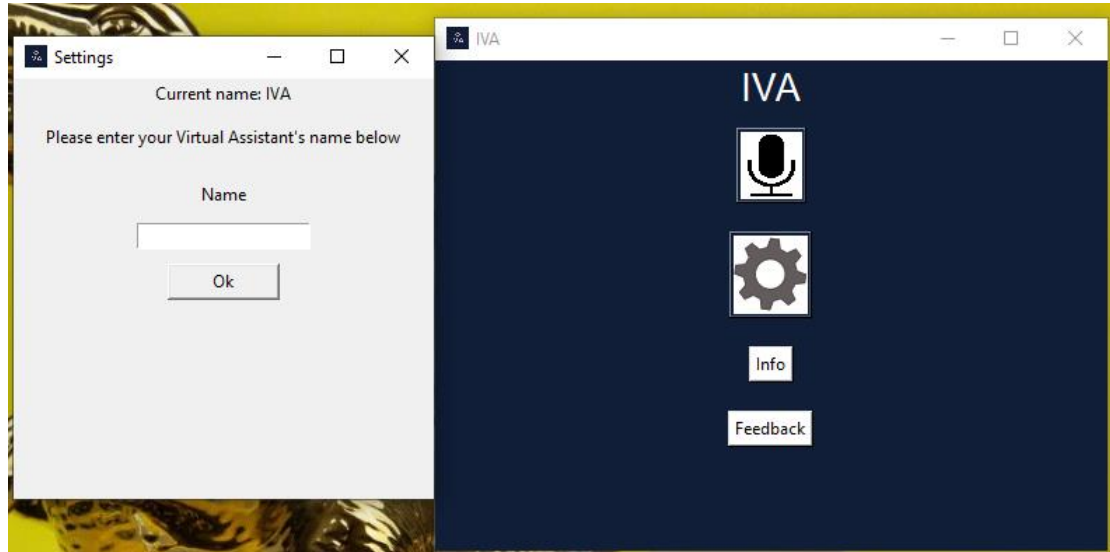 Settings
Current name: IVA
Please enter your Virtual Assistant's name below
Name
Ok
IVA
IVA
Info
Feedback